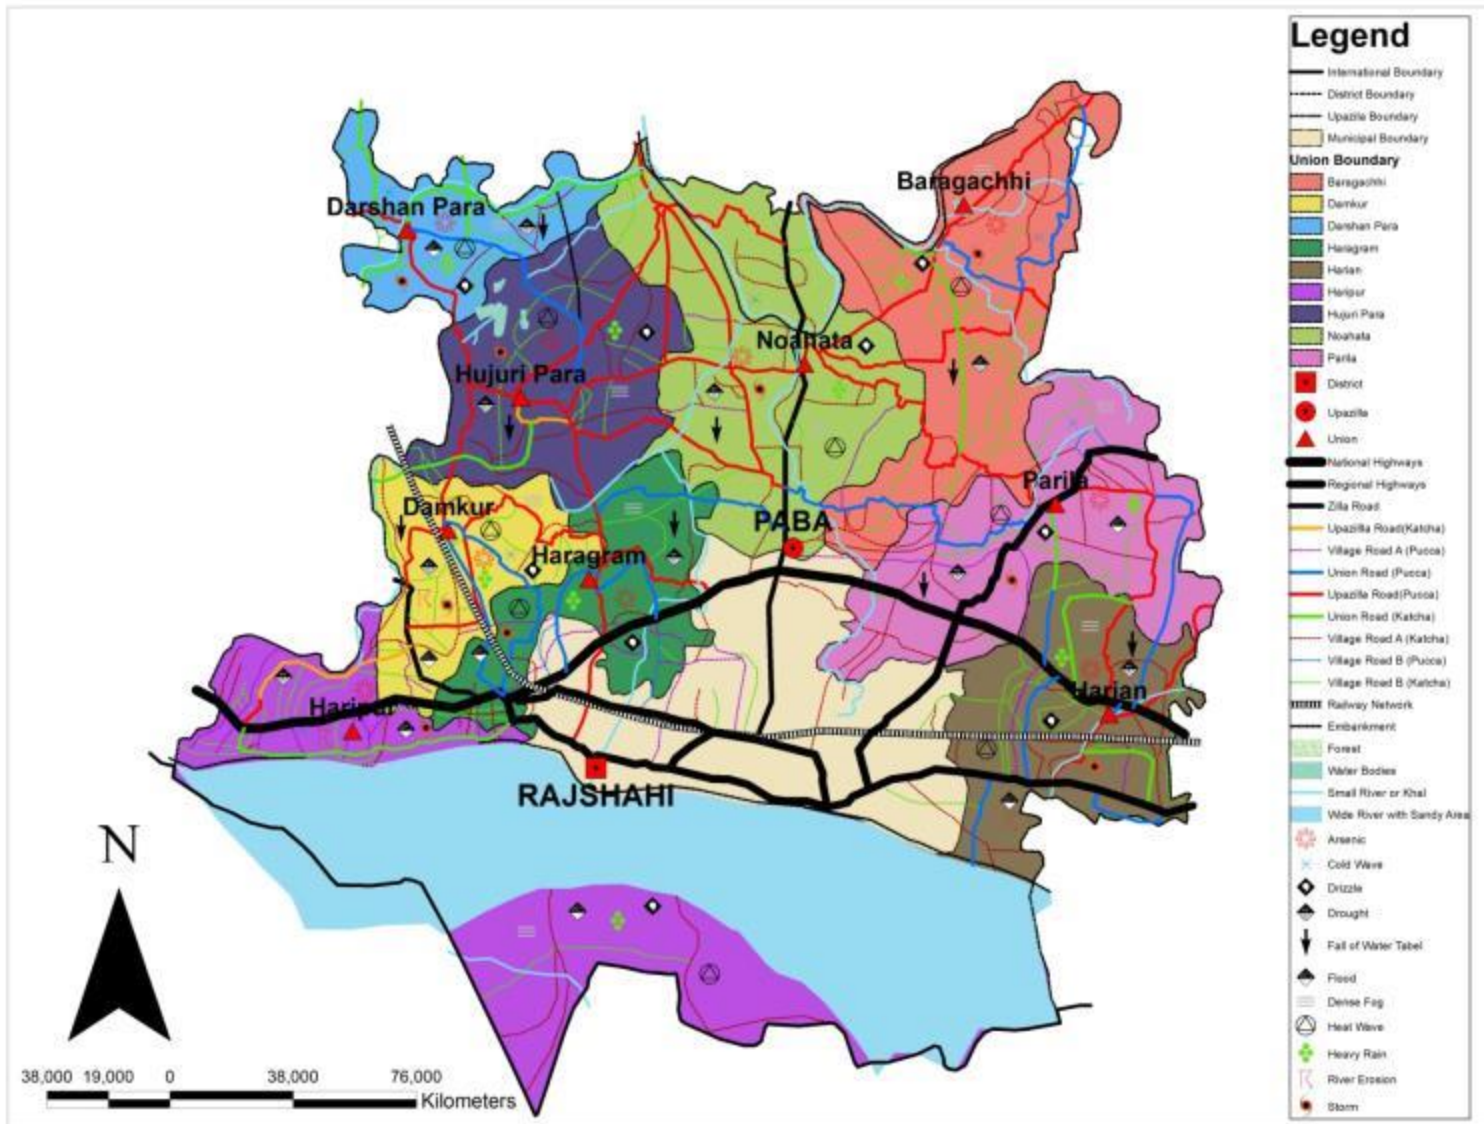 Baragachhi
Darshan Para
Noahata
Hujuri Para
Parila
Damkur
PABA
Haragram
Harian
Haripur
RAJSHAHI
N
38,000 19,000 0 38,000 76,000
Kilometers
Legend
International Boundary
District Boundary
Upazila Boundary
Municipal Boundary
Union Boundary
Baragachhi
Damkur
Darshan Para
Haragram
Harian
Haripur
Hujuri Para
Noahata
Parila
District
Upazilla
Union
National Highways
Regional Highways
Zilla Road
Upazilla Road(Katcha)
Village Road A (Pucca)
Union Road (Pucca)
Upazila Road(Pucca)
Union Road (Katcha)
Village Road A (Katcha)
Village Road B (Pucca)
Village Road B (Katcha)
Railway Network
Embankment
Forest
Water Bodies
Small River or Khal
Wide River with Sandy Area
Arsenic
Cold Wave
Drizzle
Drought
Fall of Water Tabel
Flood
Dense Fog
Heat Wave
Heavy Rain
River Erosion
Storm